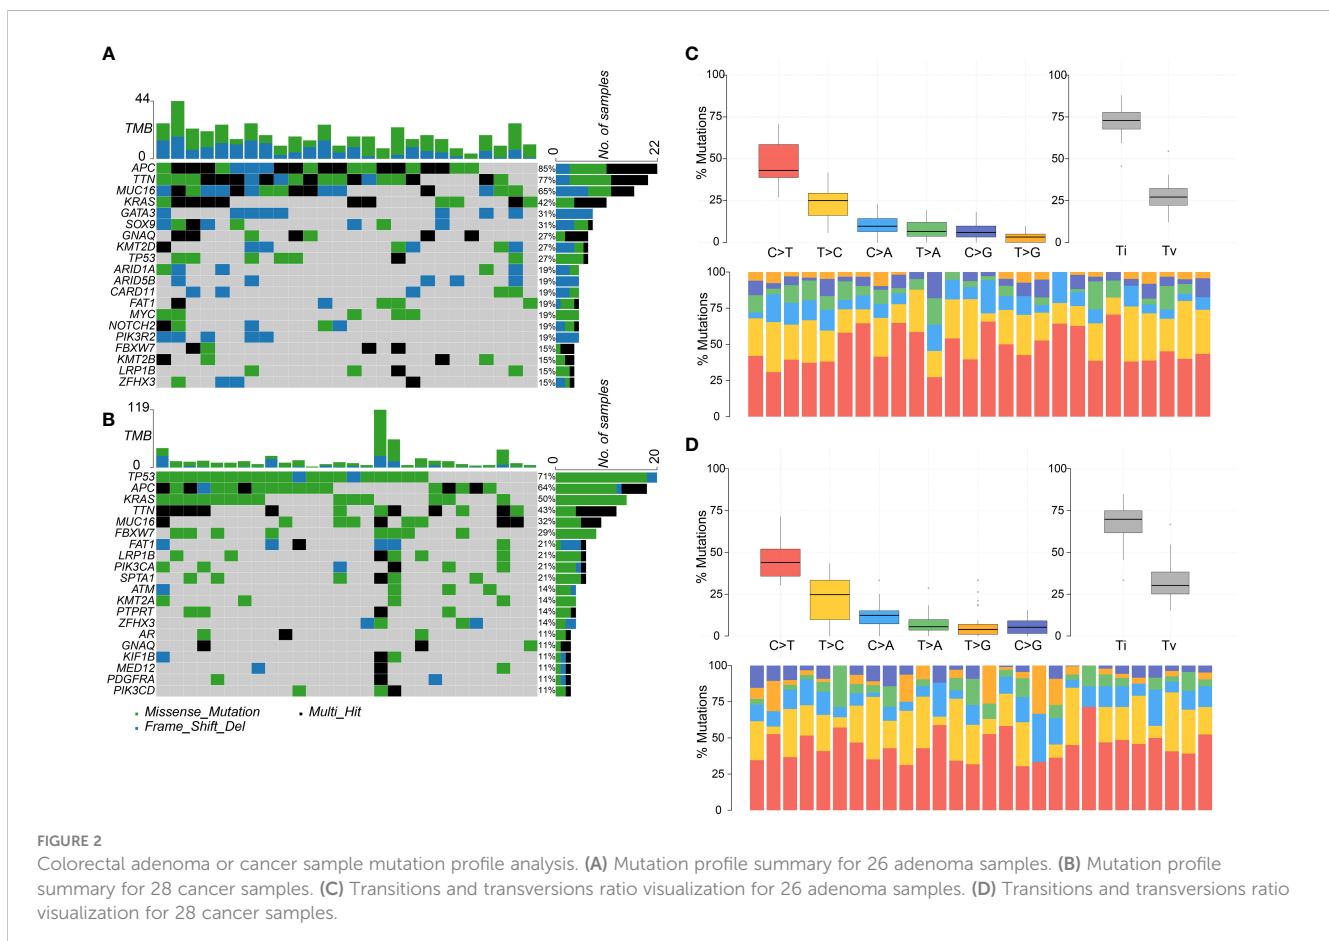 A
44
TMB
0
No. of samples
0
22
APC 85%
TTN 77%
MUC16 65%
KRAS 42%
GATA3 31%
SOX9 31%
GNAQ 27%
KMT2D 27%
TP53 27%
ARID1A 19%
ARID5B 19%
CARD11 19%
FAT1 19%
MYC 19%
NOTCH2 19%
PIK3R2 19%
FBXW7 15%
KMT2B 15%
LRP1B 15%
ZFHX3 15%
B
119
TMB
0
No. of samples
0
20
TP53 71%
APC 64%
KRAS 50%
TTN 43%
MUC16 32%
FBXW7 29%
FAT1 21%
LRP1B 21%
PIK3CA 21%
SPTA1 21%
ATM 14%
KMT2A 14%
PTPRT 14%
ZFHX3 14%
AR 11%
GNAQ 11%
KIF1B 11%
MED12 11%
PDGFRA 11%
PIK3CD 11%
Missense_Mutation
Multi_Hit
Frame_Shift_Del
C
% Mutations
100
75
50
25
0
C>T T>C C>A T>A C>G T>G
100
75
50
25
0
Ti Tv
% Mutations
100
75
50
25
0
D
% Mutations
100
75
50
25
0
C>T T>C C>A T>A T>G C>G
100
75
50
25
0
Ti Tv
% Mutations
100
75
50
25
0
FIGURE 2
Colorectal adenoma or cancer sample mutation profile analysis. (A) Mutation profile summary for 26 adenoma samples. (B) Mutation profile
summary for 28 cancer samples. (C) Transitions and transversions ratio visualization for 26 adenoma samples. (D) Transitions and transversions ratio
visualization for 28 cancer samples.